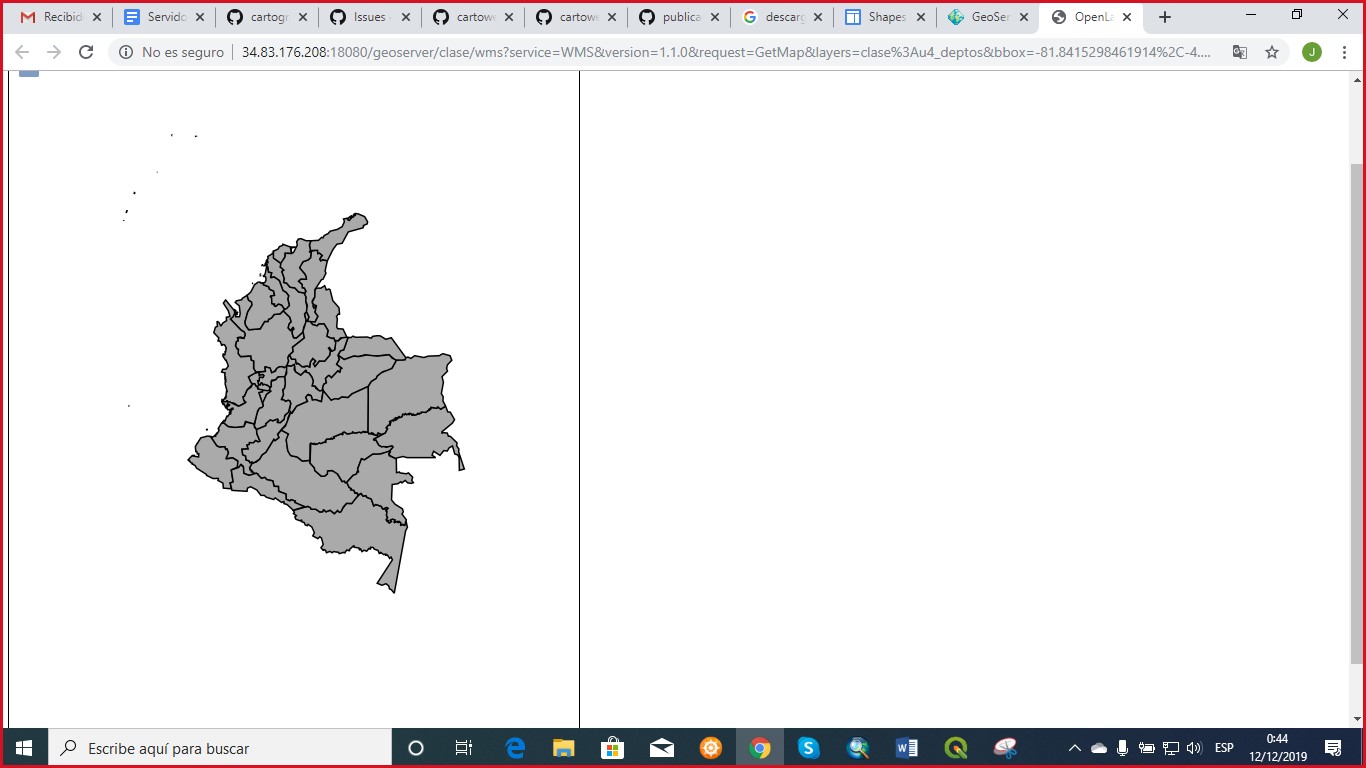 Recibid
Servido
cartogr
Issues
cartowe
cartowe
publica
descarg
Shapes
GeoSer
OpenLa
No es seguro
34.83.176.208:18080/geoserver/clase/wms?service=WMS&version=1.1.0&request=GetMap&layers=clase%3Au4_deptos&bbox=-81.8415298461914%2C-4....
J
Escribe aquí para buscar
ESP
0:44
12/12/2019